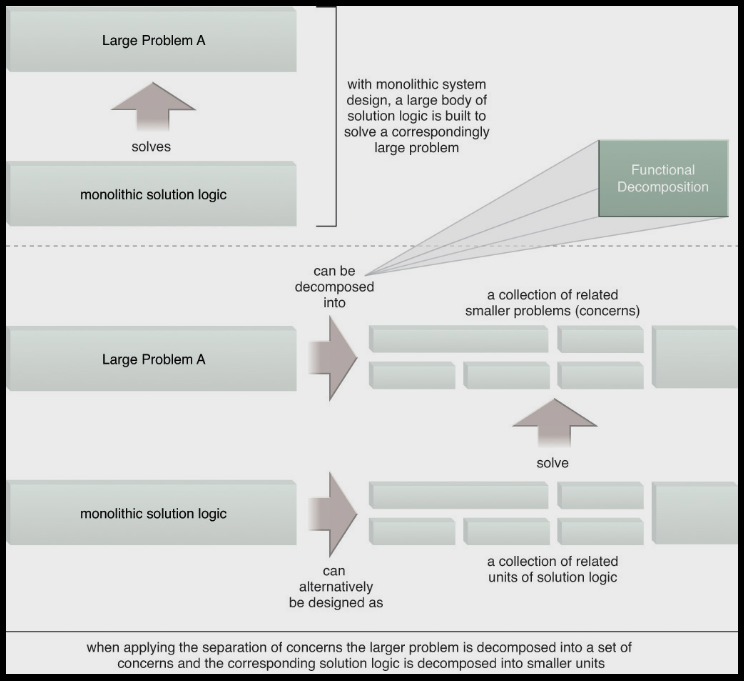 Large Problem A
solves
monolithic solution logic
with monolithic system
design, a large body of
solution logic is built to
solve a correspondingly
large problem
Functional
Decomposition
can be
decomposed
into
a collection of related
smaller problems (concerns)
Large Problem A
solve
monolithic solution logic
can
alternatively
be designed as
a collection of related
units of solution logic
when applying the separation of concerns the larger problem is decomposed into a set of
concerns and the corresponding solution logic is decomposed into smaller units